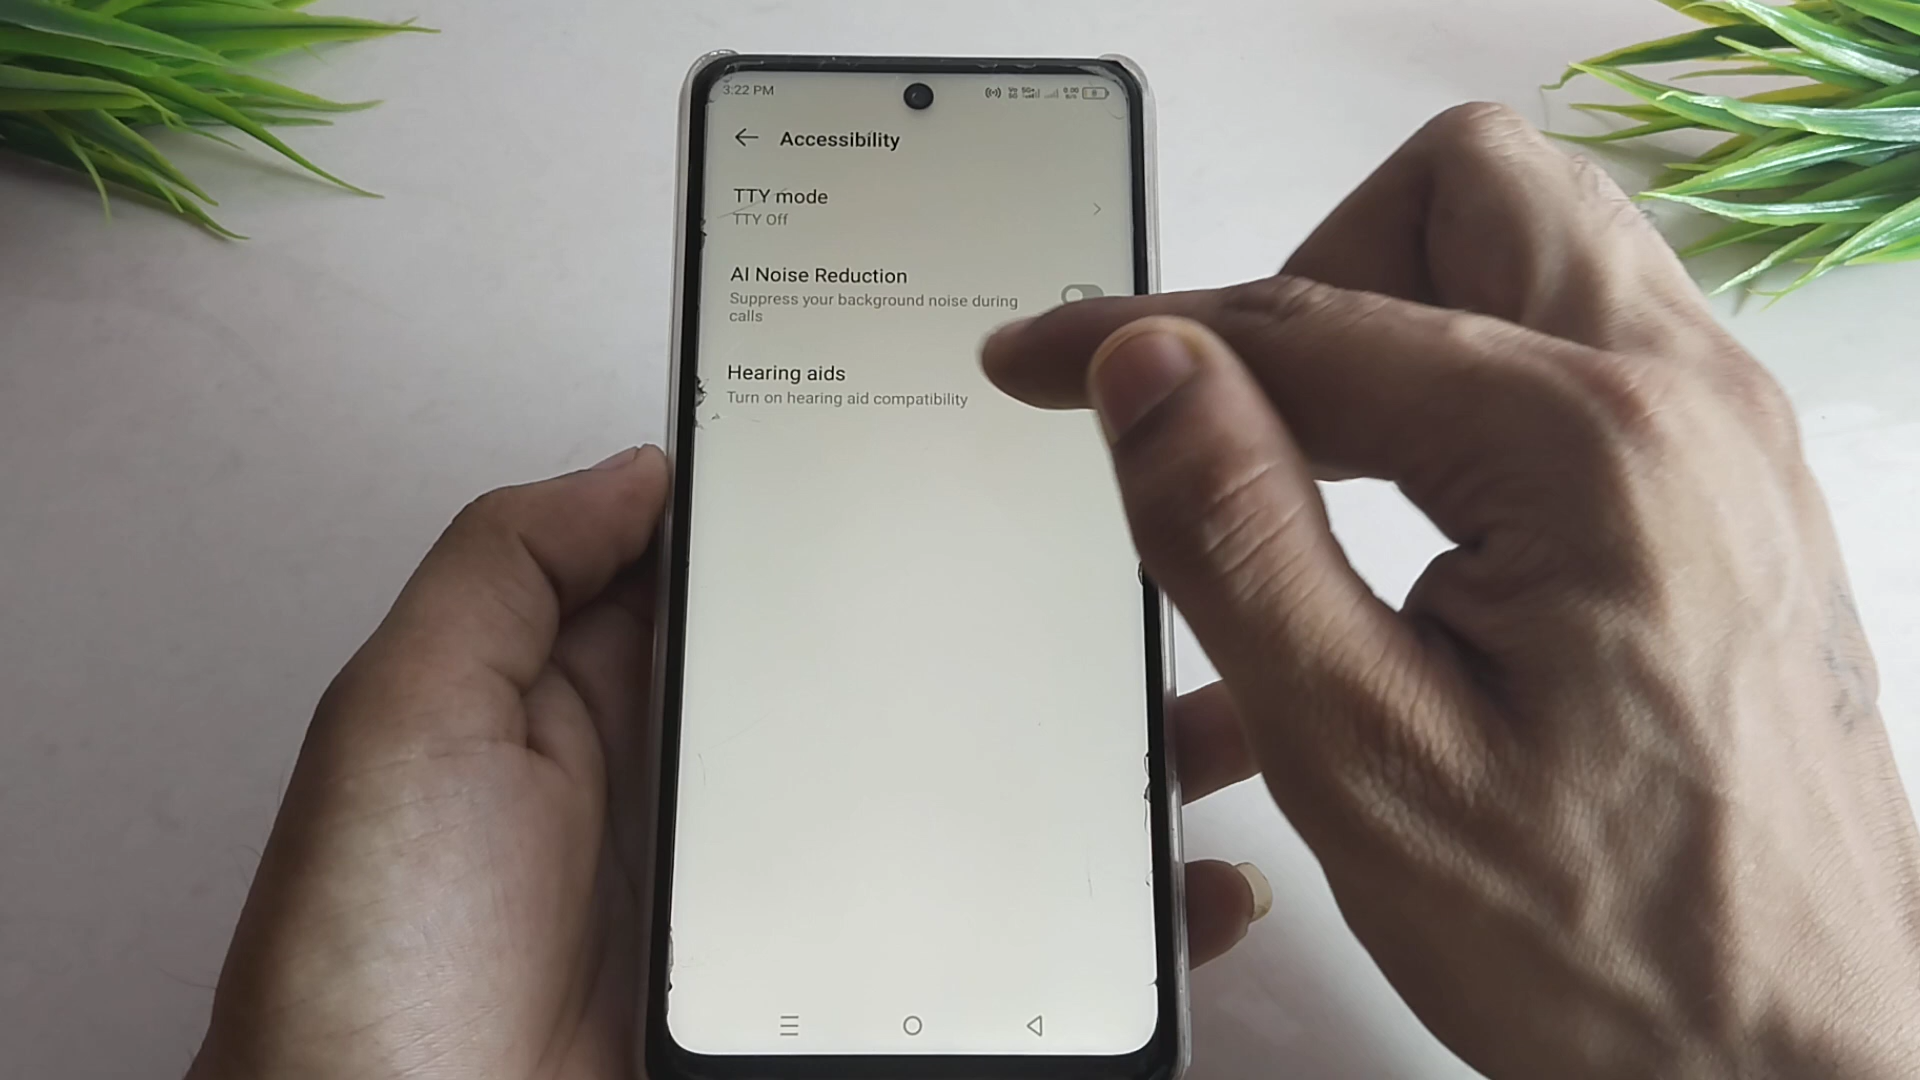 3:22 PM
Accessibility
TTY mode
TTY Off
AI Noise Reduction
Suppress your background noise during
calls
Hearing aids
Turn on hearing aid compatibility